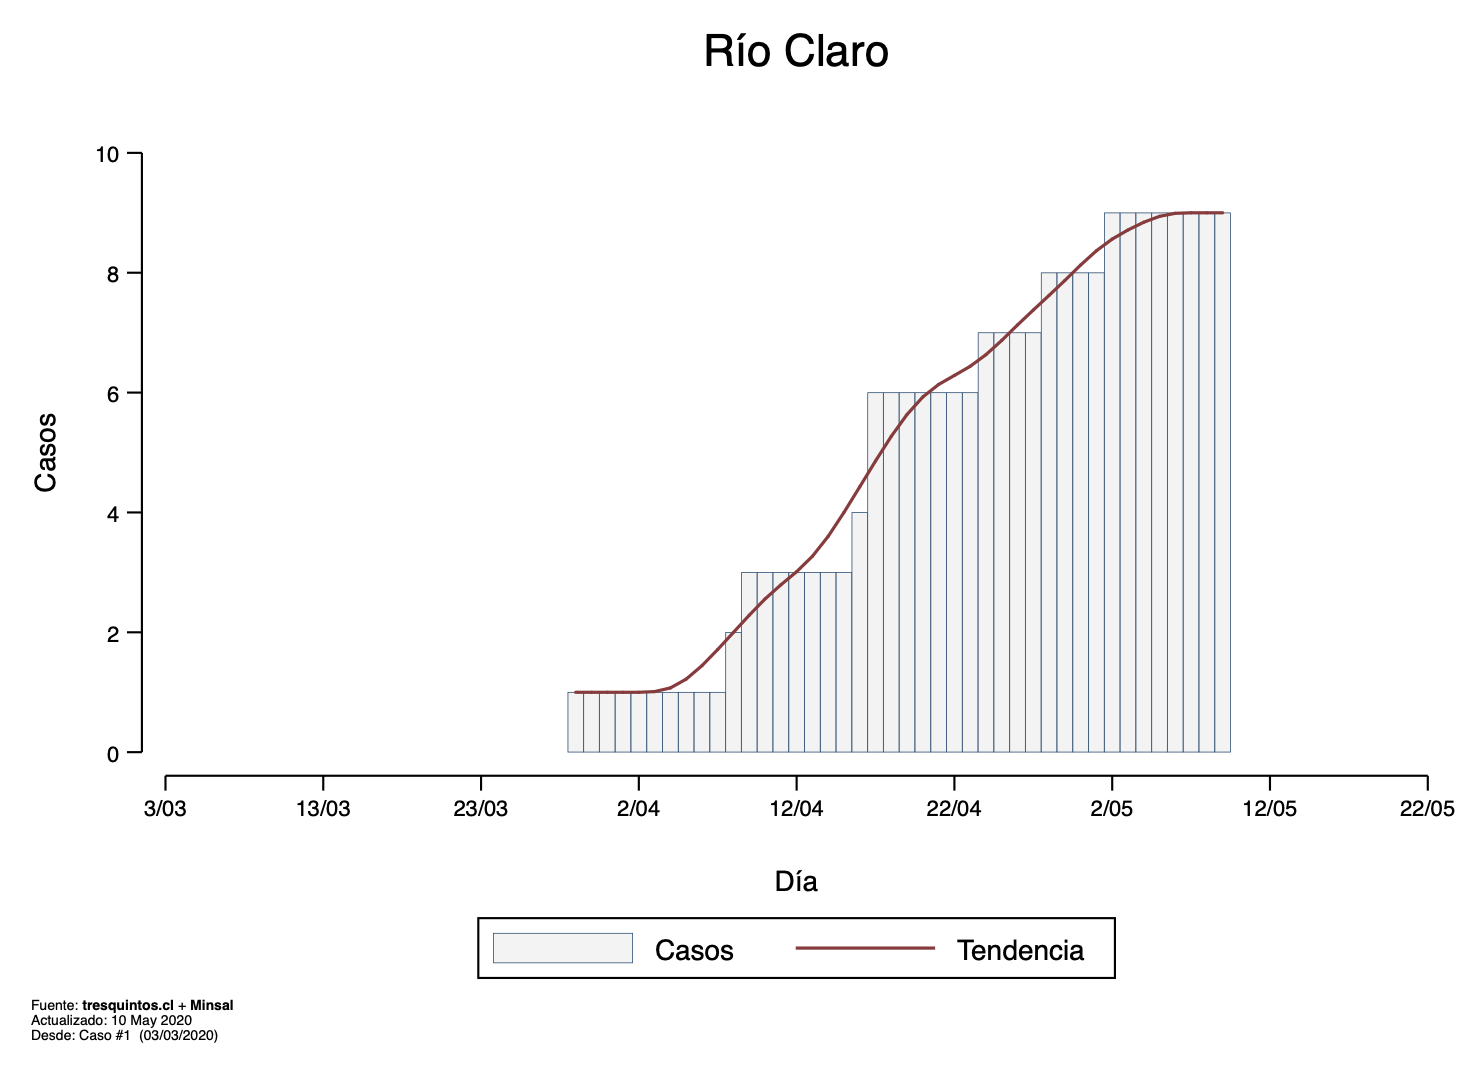 Río Claro
10
8
6
4
2
0
Casos
3/03 13/03 23/03 2/04 12/04 22/04 2/05 12/05 22/05
Día
Casos Tendencia
Fuente: tresquintos.cl + Minsal
Actualizado: 10 May 2020
Desde: Caso #1 (03/03/2020)